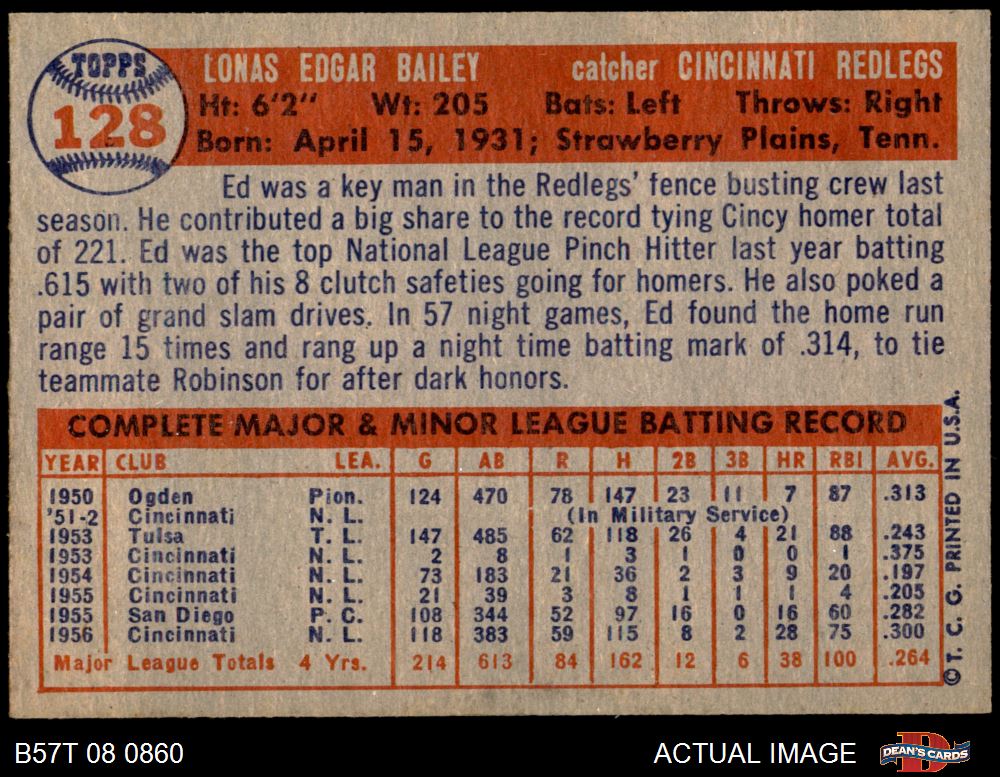 TOPPS
128
LONAS EDGAR BAILEY catcher CINCINNATI REDLEGS
Ht: 6'2" Wt: 205 Bats: Left Throws: Right
Born: April 15, 1931; Strawberry Plains, Tenn.
Ed was a key man in the Redlegs' fence busting crew last
season. He contributed a big share to the record tying Cincy homer total
of 221. Ed was the top National League Pinch Hitter last year batting
.615 with two of his 8 clutch safeties going for homers. He also poked a
pair of grand slam drives. In 57 night games, Ed found the home run
range 15 times and rang up a night time batting mark of .314, to tie
teammate Robinson for after dark honors.
COMPLETE MAJOR & MINOR LEAGUE BATTING RECORD
YEAR CLUB LEA. G AB R H 2B 3B HR RBI AVG.
1950 Ogden Pion. 124 470 78 147 23 11 7 87 .313
'51-2 Cincinnati N. L. (In Military Service)
1953 Tulsa T. L. 147 485 62 118 26 4 21 88 .243
1953 Cincinnati N. L. 2 8 1 3 1 0 0 1 .375
1954 Cincinnati N. L. 73 183 21 36 2 3 9 20 .197
1955 Cincinnati N. L. 21 39 3 8 1 1 1 4 .205
1955 San Diego P. C. 108 344 52 97 16 0 16 60 .282
1956 Cincinnati N. L. 118 383 59 115 8 2 28 75 .300
Major League Totals 4 Yrs. 214 613 84 162 12 6 38 100 .264
©T. C. G. PRINTED IN U.S.A.
B57T 08 0860 ACTUAL IMAGE DEAN'S CARDS